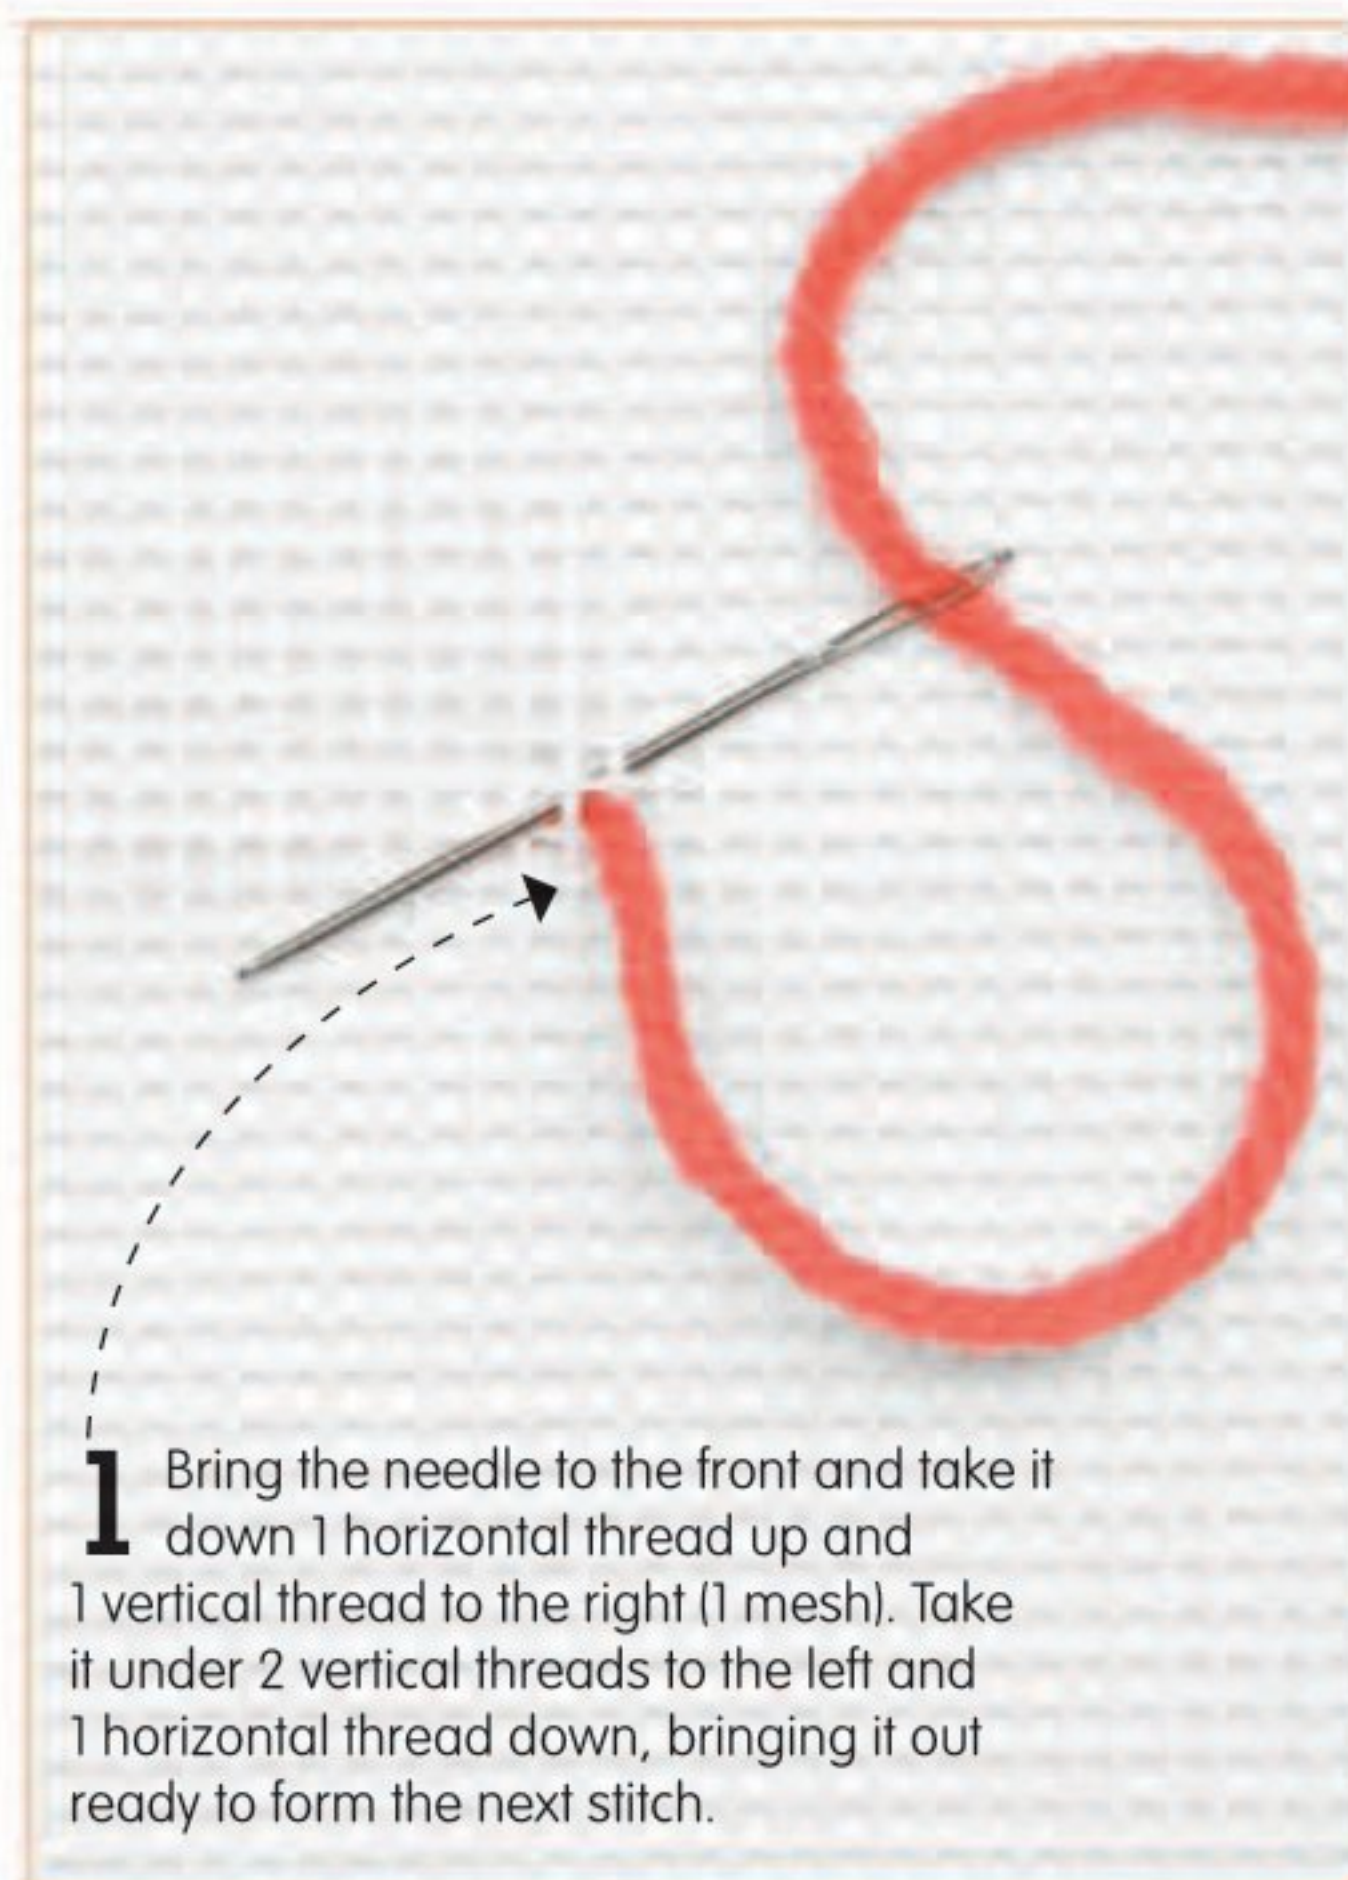 1 Bring the needle to the front and take it
down 1 horizontal thread up and
1 vertical thread to the right (1 mesh). Take
it under 2 vertical threads to the left and
1 horizontal thread down, bringing it out
ready to form the next stitch.